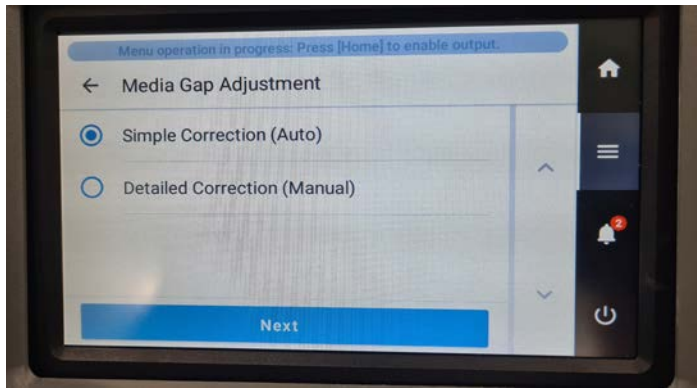 Menu operation in progress: Press [Home] to enable output.
Media Gap Adjustment
Simple Correction (Auto)
Detailed Correction (Manual)
2
Next